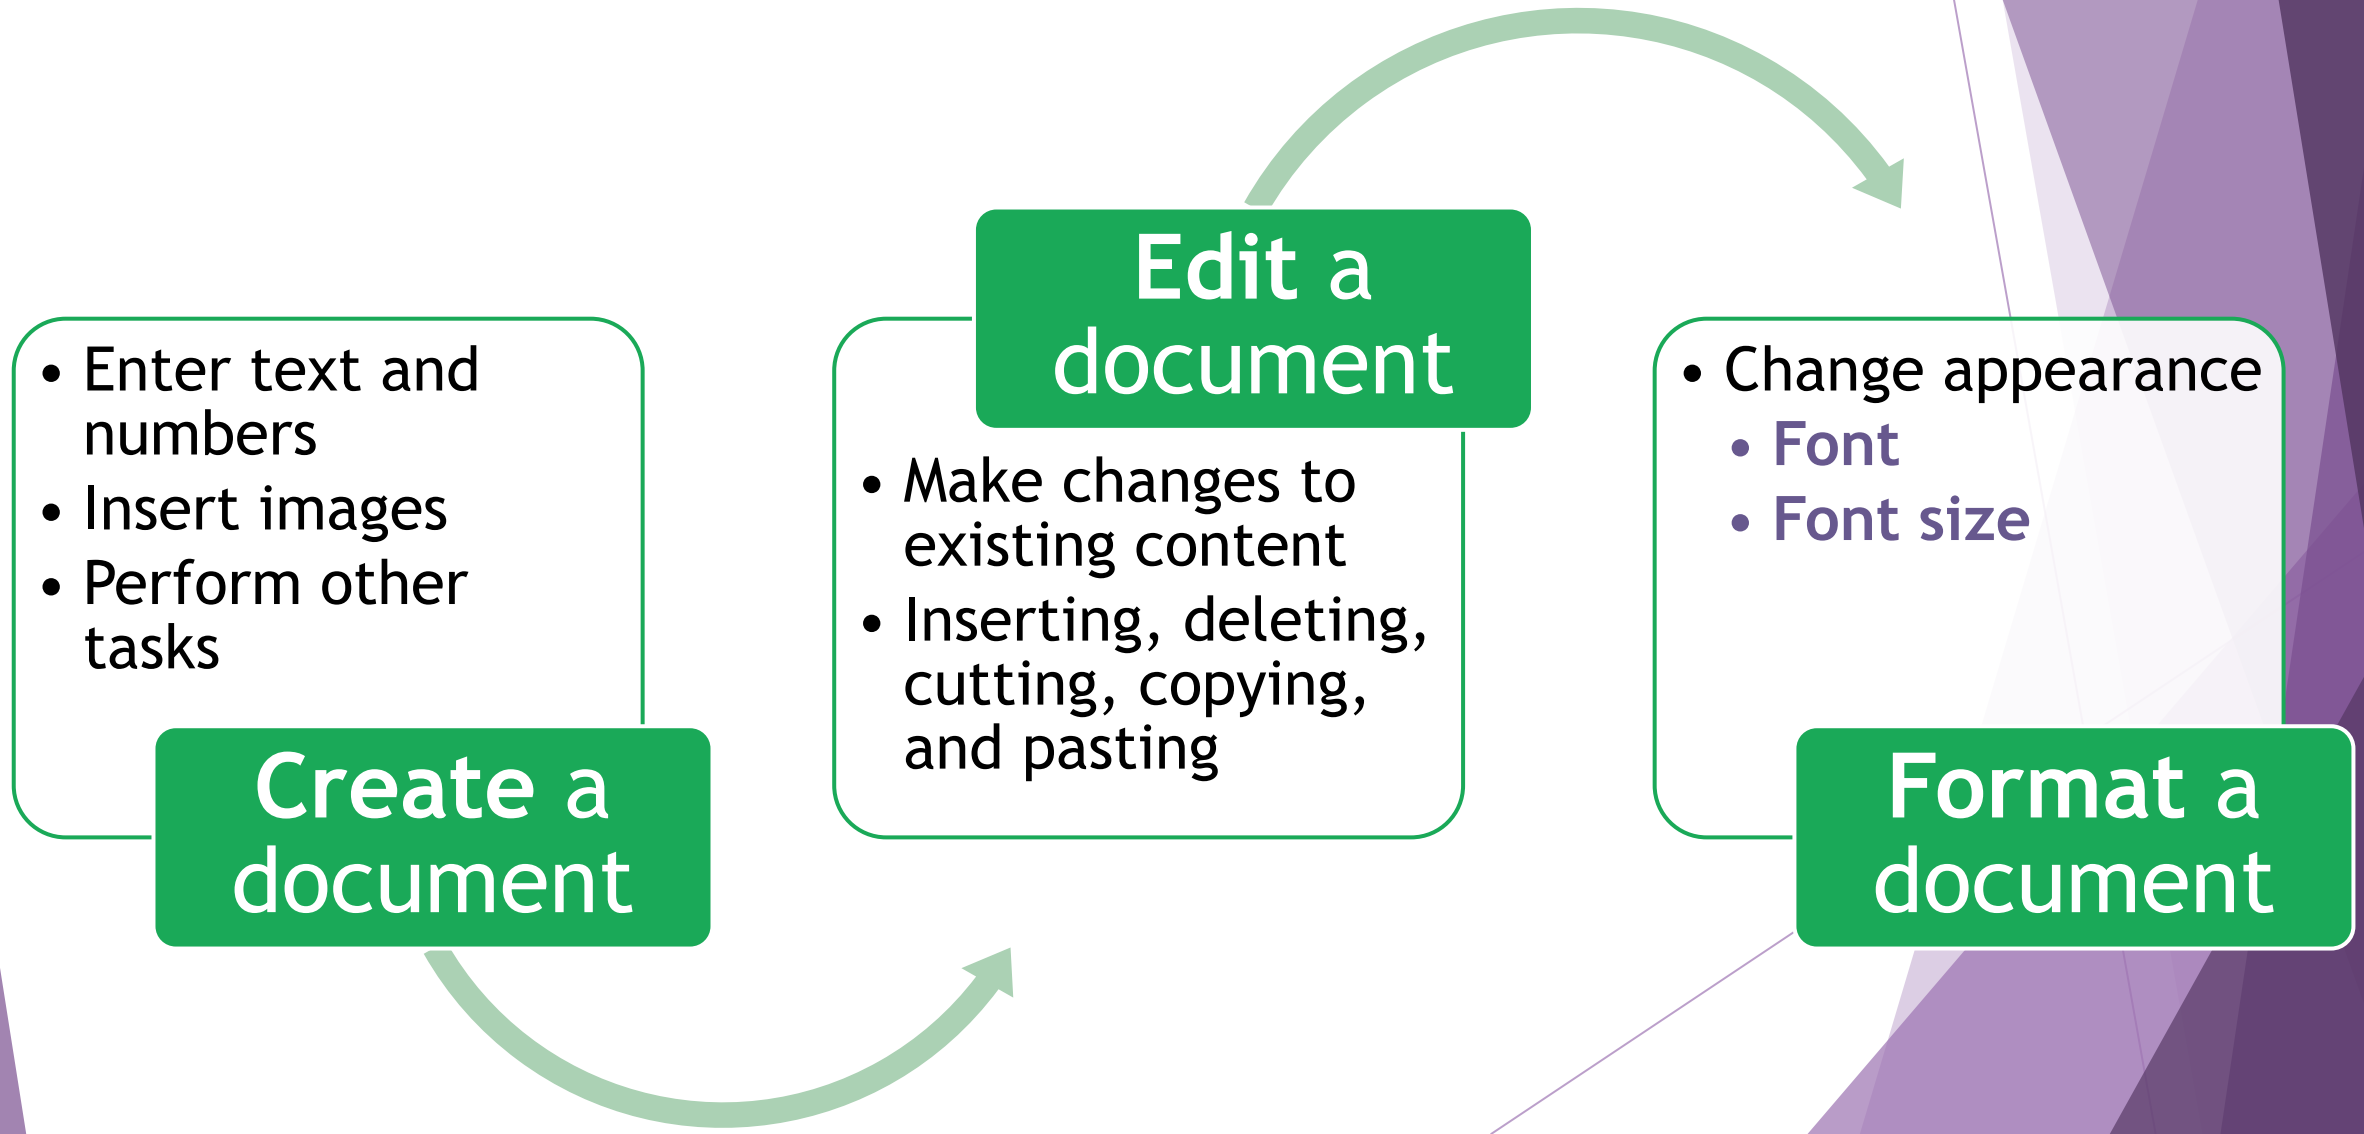 • Enter text and
numbers
• Insert images
• Perform other
tasks
Create a
document
Edit a
document
• Make changes to
existing content
• Inserting, deleting,
cutting, copying,
and pasting
• Change appearance
• Font
• Font size
Format a
document